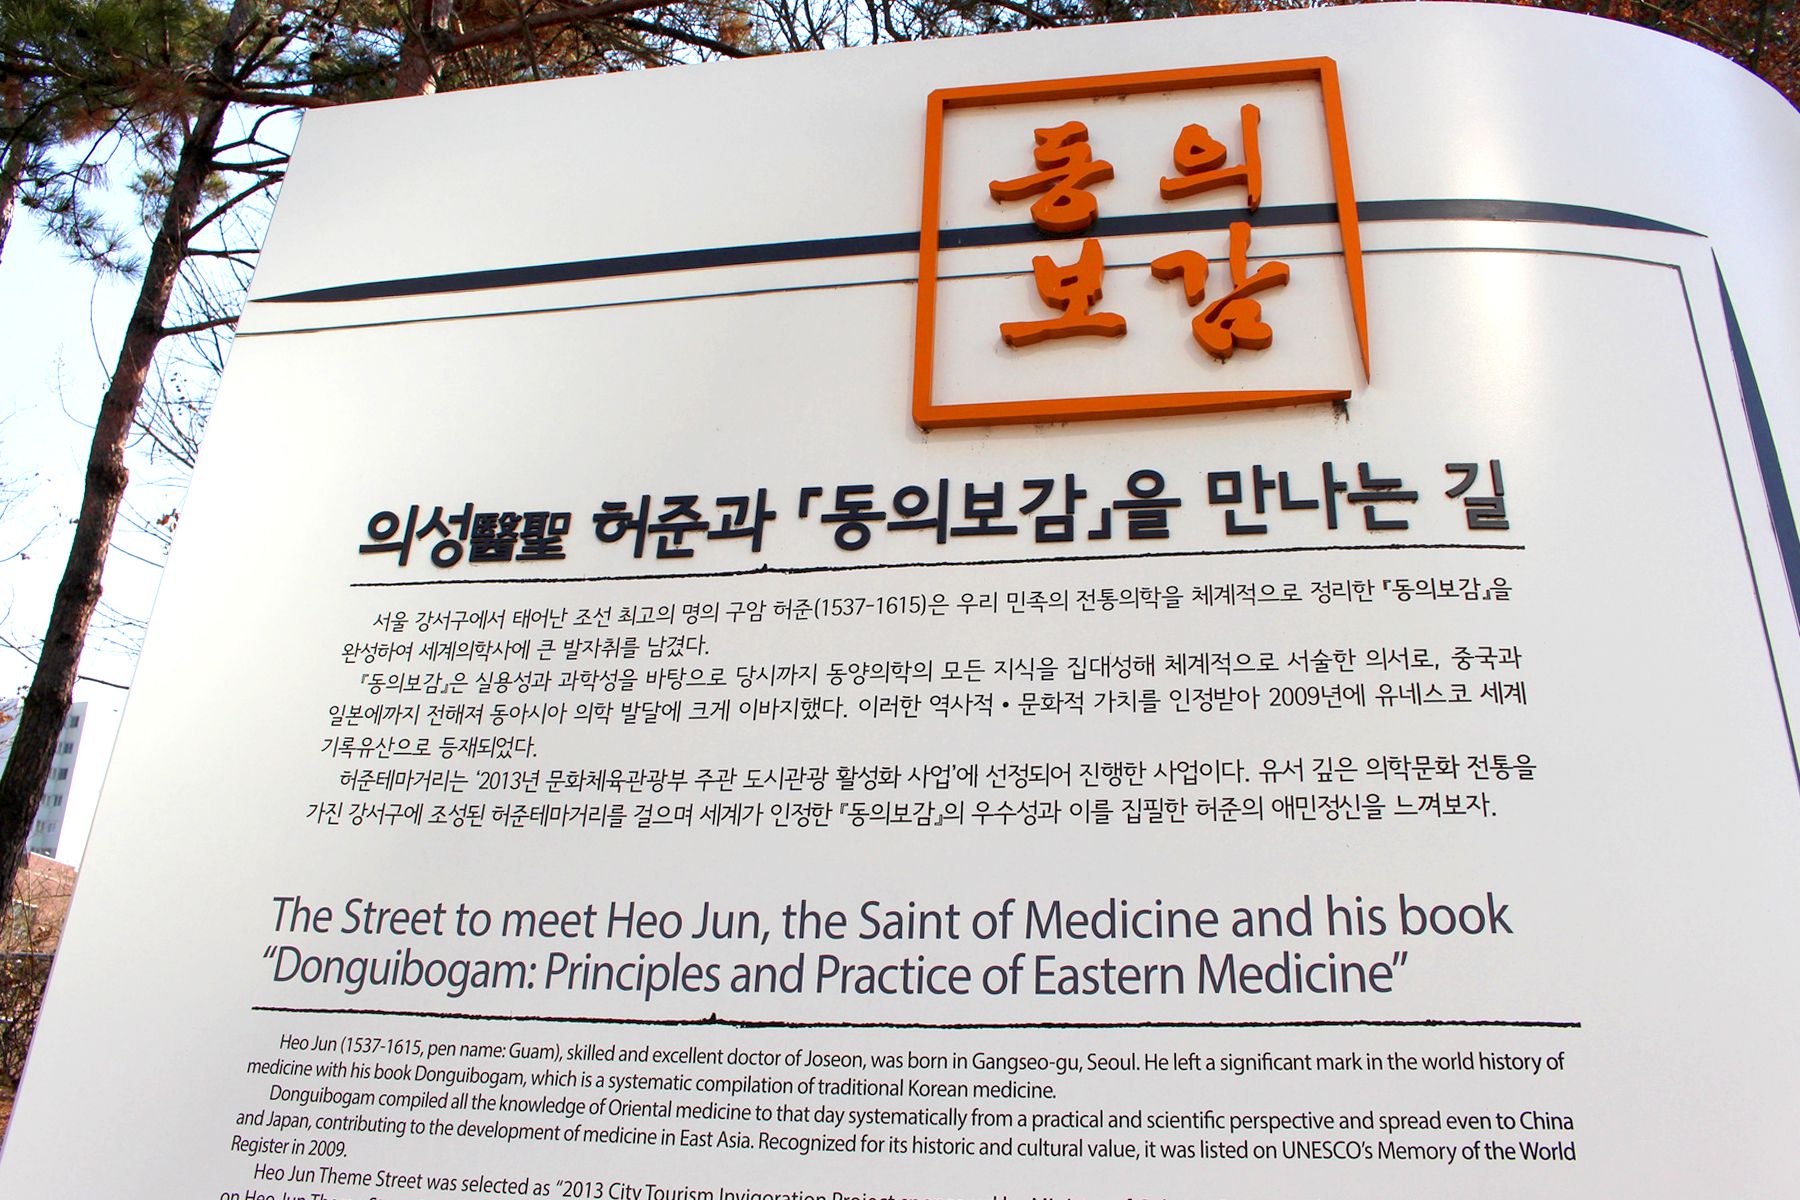 동의
보감
의성醫聖 허준과 「동의보감」을 만나는 길
서울 강서구에서 태어난 조선 최고의 명의 구암 허준(1537-1615)은 우리 민족의 전통의학을 체계적으로 정리한 『동의보감』을
완성하여 세계의학사에 큰 발자취를 남겼다.
『동의보감』은 실용성과 과학성을 바탕으로 당시까지 동양의학의 모든 지식을 집대성해 체계적으로 서술한 의서로, 중국과
일본에까지 전해져 동아시아 의학 발달에 크게 이바지했다. 이러한 역사적 • 문화적 가치를 인정받아 2009년에 유네스코 세계
기록유산으로 등재되었다.
허준테마거리는 ‘2013년 문화체육관광부 주관 도시관광 활성화 사업’에 선정되어 진행한 사업이다. 유서 깊은 의학문화 전통을
가진 강서구에 조성된 허준테마거리를 걸으며 세계가 인정한 『동의보감』의 우수성과 이를 집필한 허준의 애민정신을 느껴보자.
The Street to meet Heo Jun, the Saint of Medicine and his book
“Donguibogam: Principles and Practice of Eastern Medicine”
Heo Jun (1537-1615, pen name: Guam), skilled and excellent doctor of Joseon, was born in Gangseo-gu, Seoul. He left a significant mark in the world history of
medicine with his book Donguibogam, which is a systematic compilation of traditional Korean medicine.
Donguibogam compiled all the knowledge of Oriental medicine to that day systematically from a practical and scientific perspective and spread even to China
and Japan, contributing to the development of medicine in East Asia. Recognized for its historic and cultural value, it was listed on UNESCO’s Memory of the World
Register in 2009.
Heo Jun Theme Street was selected as “2013 City Tourism Invigoration Project
on Heo Jun